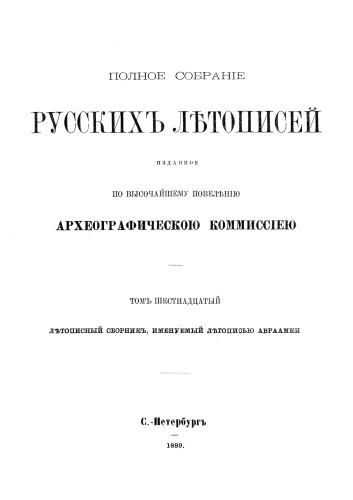 ПОЛНОЕ СОБРАНІЕ
РУССКИХЪ ЛѢТОПИСЕЙ
ИЗДАННОЕ
ПО ВЫСОЧАЙШЕМУ ПОВЕЛѢНІЮ
АРХЕОГРАФИЧЕСКОЮ КОММИССІЕЮ
ТОМЪ ШЕСТНАДЦАТЫЙ
ЛѢТОПИСНЫЙ СБОРНИКЪ, ИМЕНУЕМЫЙ ЛѢТОПИСЬЮ АВРААМКИ
С.-Петербургъ
1889.